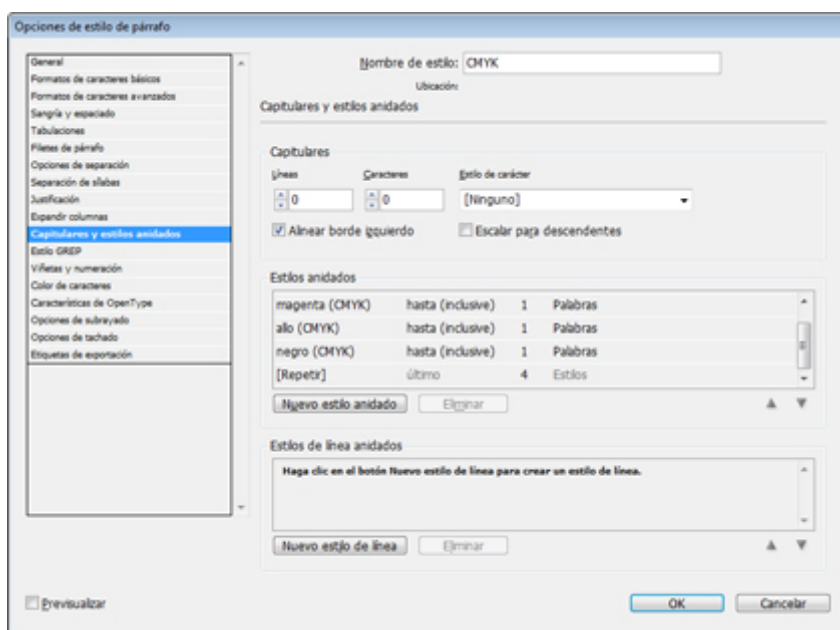 Opciones de estilo de párrafo
General
Formatos de caracteres básicos
Formatos de caracteres avanzados
Sangría y espaciado
Tabulaciones
Filetes de párrafo
Opciones de separación
Separación de sílabas
Justificación
Expandir columnas
Capitulares y estilos anidados
Estilo GREP
Viñetas y numeración
Color de caracteres
Características de OpenType
Opciones de subrayado
Opciones de tachado
Etiquetas de exportación
Nombre de estilo: CMYK
Ubicación:
Capitulares y estilos anidados
Capitulares
Líneas Caracteres Estilo de carácter
0 0 [Ninguno]
Alinear borde izquierdo Escalar para descendentes
Estilos anidados
magenta (CMYK) hasta (inclusive) 1 Palabras
allo (CMYK) hasta (inclusive) 1 Palabras
negro (CMYK) hasta (inclusive) 1 Palabras
[Repetir] último 4 Estilos
Nuevo estilo anidado Eliminar
Estilos de línea anidados
Haga clic en el botón Nuevo estilo de línea para crear un estilo de línea.
Nuevo estilo de línea Eliminar
Previsualizar OK Cancelar